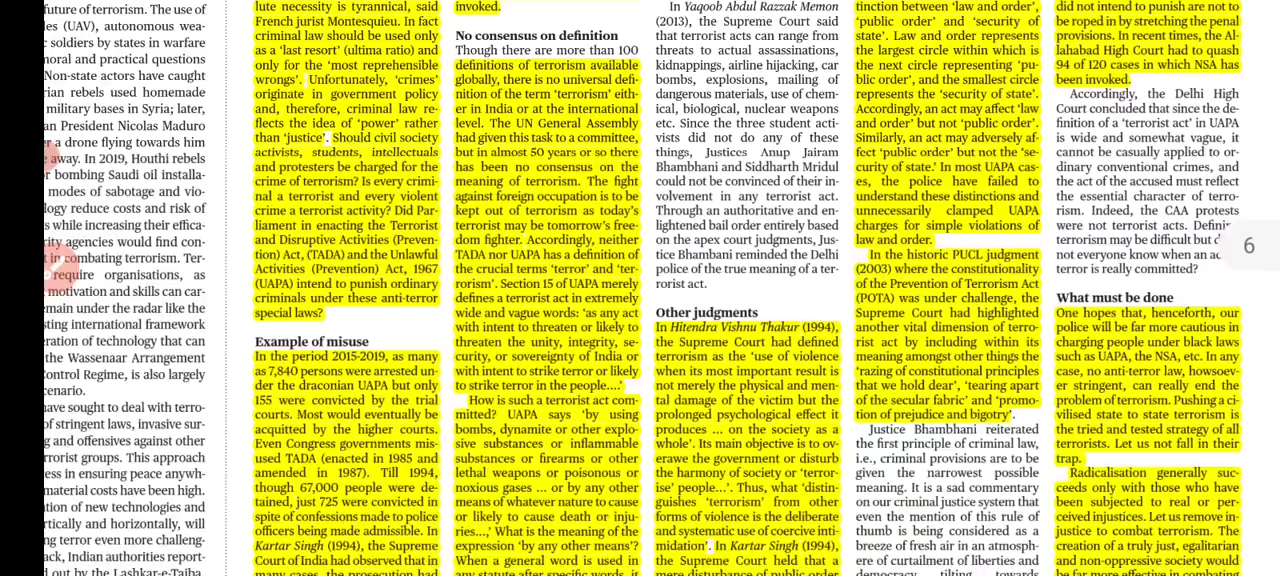 future of terrorism. The use of
les (UAV), autonomous wea-
soldiers by states in warfare
moral and practical questions
Non-state actors have caught
rian rebels used homemade
military bases in Syria; later,
an President Nicolas Maduro
r a drone flying towards him
away. In 2019, Houthi rebels
bombing Saudi oil installa-
modes of sabotage and vio-
logy reduce costs and risk of
s while increasing their effica-
rity agencies would find con-
t in combating terrorism. Ter-
require organisations, as
motivation and skills can car-
emain under the radar like the
sting international framework
eration of technology that can
the Wassenaar Arrangement
ontrol Regime, is also largely
cenario.
have sought to deal with terro-
of stringent laws, invasive sur-
g and offensives against other
rrorist groups. This approach
ess in ensuring peace anywh-
material costs have been high.
tion of new technologies and
rtically and horizontally, will
ng terror even more challeng-
ack, Indian authorities report-
d out by the Lashkar-e-Taiba,
lute necessity is tyrannical, said
French jurist Montesquieu. In fact
criminal law should be used only
as a ‘last resort’ (ultima ratio) and
only for the ‘most reprehensible
wrongs’. Unfortunately, ‘crimes’
originate in government policy
and, therefore, criminal law re-
flects the idea of ‘power’ rather
than ‘justice’. Should civil society
activists, students, intellectuals
and protesters be charged for the
crime of terrorism? Is every crimi-
nal a terrorist and every violent
crime a terrorist activity? Did Par-
liament in enacting the Terrorist
and Disruptive Activities (Preven-
tion) Act, (TADA) and the Unlawful
Activities (Prevention) Act, 1967
(UAPA) intend to punish ordinary
criminals under these anti-terror
special laws?
Example of misuse
In the period 2015-2019, as many
as 7,840 persons were arrested un-
der the draconian UAPA but only
155 were convicted by the trial
courts. Most would eventually be
acquitted by the higher courts.
Even Congress governments mis-
used TADA (enacted in 1985 and
amended in 1987). Till 1994,
though 67,000 people were de-
tained, just 725 were convicted in
spite of confessions made to police
officers being made admissible. In
Kartar Singh (1994), the Supreme
Court of India had observed that in
many cases, the prosecution had
invoked.
No consensus on definition
Though there are more than 100
definitions of terrorism available
globally, there is no universal defi-
nition of the term ‘terrorism’ eith-
er in India or at the international
level. The UN General Assembly
had given this task to a committee,
but in almost 50 years or so there
has been no consensus on the
meaning of terrorism. The fight
against foreign occupation is to be
kept out of terrorism as today’s
terrorist may be tomorrow’s free-
dom fighter. Accordingly, neither
TADA nor UAPA has a definition of
the crucial terms ‘terror’ and ‘ter-
rorism’. Section 15 of UAPA merely
defines a terrorist act in extremely
wide and vague words: ‘as any act
with intent to threaten or likely to
threaten the unity, integrity, se-
curity, or sovereignty of India or
with intent to strike terror or likely
to strike terror in the people....’
How is such a terrorist act com-
mitted? UAPA says ‘by using
bombs, dynamite or other explo-
sive substances or inflammable
substances or firearms or other
lethal weapons or poisonous or
noxious gases ... or by any other
means of whatever nature to cause
or likely to cause death or inju-
ries...,’ What is the meaning of the
expression ‘by any other means’?
When a general word is used in
any statute after specific words, it
In Yaqoob Abdul Razzak Memon
(2013), the Supreme Court said
that terrorist acts can range from
threats to actual assassinations,
kidnappings, airline hijacking, car
bombs, explosions, mailing of
dangerous materials, use of chem-
ical, biological, nuclear weapons
etc. Since the three student acti-
vists did not do any of these
things, Justices Anup Jairam
Bhambhani and Siddharth Mridul
could not be convinced of their in-
volvement in any terrorist act.
Through an authoritative and en-
lightened bail order entirely based
on the apex court judgments, Jus-
tice Bhambani reminded the Delhi
police of the true meaning of a ter-
rorist act.
Other judgments
In Hitendra Vishnu Thakur (1994),
the Supreme Court had defined
terrorism as the ‘use of violence
when its most important result is
not merely the physical and men-
tal damage of the victim but the
prolonged psychological effect it
produces ... on the society as a
whole’. Its main objective is to ov-
erawe the government or disturb
the harmony of society or ‘terror-
ise’ people...’. Thus, what ‘distin-
guishes ‘terrorism’ from other
forms of violence is the deliberate
and systematic use of coercive inti-
midation’. In Kartar Singh (1994),
the Supreme court held that a
mere disturbance of public order
tinction between ‘law and order’,
‘public order’ and ‘security of
state’. Law and order represents
the largest circle within which is
the next circle representing ‘pu-
blic order’, and the smallest circle
represents the ‘security of state’.
Accordingly, an act may affect ‘law
and order’ but not ‘public order’.
Similarly, an act may adversely af-
fect ‘public order’ but not the ‘se-
curity of state.’ In most UAPA cas-
es, the police have failed to
understand these distinctions and
unnecessarily clamped UAPA
charges for simple violations of
law and order.
In the historic PUCL judgment
(2003) where the constitutionality
of the Prevention of Terrorism Act
(POTA) was under challenge, the
Supreme Court had highlighted
another vital dimension of terro-
rist act by including within its
meaning amongst other things the
‘razing of constitutional principles
that we hold dear’, ‘tearing apart
of the secular fabric’ and ‘promo-
tion of prejudice and bigotry’.
Justice Bhambani reiterated
the first principle of criminal law,
i.e., criminal provisions are to be
given the narrowest possible
meaning. It is a sad commentary
on our criminal justice system that
even the mention of this rule of
thumb is being considered as a
breeze of fresh air in an atmosph-
ere of curtailment of liberties and
democracy tilting towards
did not intend to punish are not to
be roped in by stretching the penal
provisions. In recent times, the Al-
lahabad High Court had to quash
94 of 120 cases in which NSA has
been invoked.
Accordingly, the Delhi High
Court concluded that since the de-
finition of a ‘terrorist act’ in UAPA
is wide and somewhat vague, it
cannot be casually applied to or-
dinary conventional crimes, and
the act of the accused must reflect
the essential character of terro-
rism. Indeed, the CAA protests
were not terrorist acts. Defining
terrorism may be difficult but
not everyone know when an
terror is really committed?
What must be done
One hopes that, henceforth, our
police will be far more cautious in
charging people under black laws
such as UAPA, the NSA, etc. In any
case, no anti-terror law, howsoev-
er stringent, can really end the
problem of terrorism. Pushing a ci-
vilised state to state terrorism is
the tried and tested strategy of all
terrorists. Let us not fall in their
trap.
Radicalisation generally suc-
ceeds only with those who have
been subjected to real or per-
ceived injustices. Let us remove in-
justice to combat terrorism. The
creation of a truly just, egalitarian
and non-oppressive society would
be far more effective in combating
6